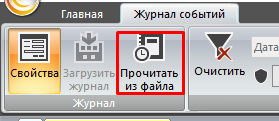 Главная Журнал событий
Свойства Загрузить журнал Прочитать из файла Очистить Дата
Журнал